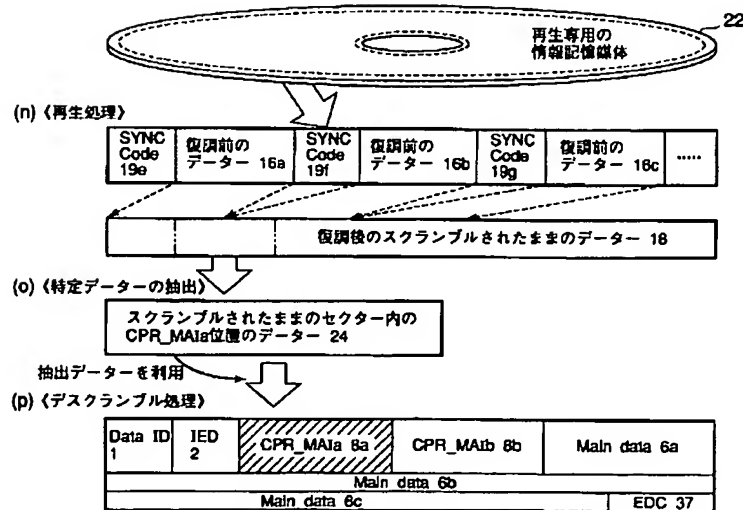 22
再生専用の
情報記憶媒体
(n)《再生処理》
SYNC Code 19e
復調前の データー 16a
SYNC Code 19f
復調前の データー 16b
SYNC Code 19g
復調前の データー 16c
.....
復調後のスクランブルされたままのデーター 18
(o)《特定データーの抽出》
スクランブルされたままのセクター内の
CPR_MAIa位置のデーター 24
抽出データーを利用
(p)《デスクランブル処理》
Data ID 1
IED 2
CPR_MAIa 8a
CPR_MAIb 8b
Main data 6a
Main data 6b
Main data 6c
EDC 37